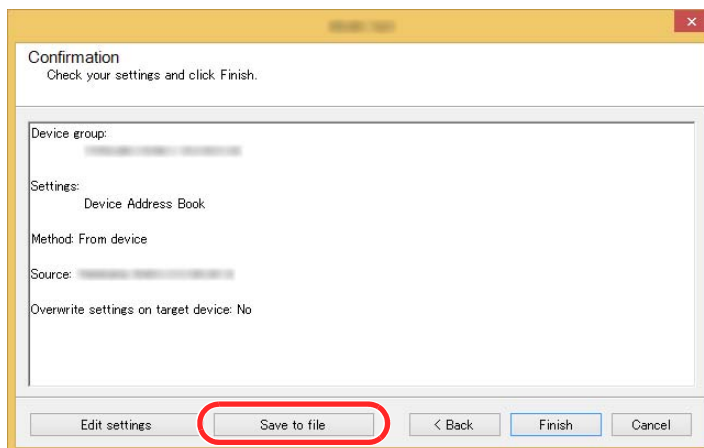 Confirmation
Check your settings and click Finish.
Device group:
Settings:
Device Address Book
Method: From device
Source:
Overwrite settings on target device: No
Edit settings
Save to file
< Back
Finish
Cancel